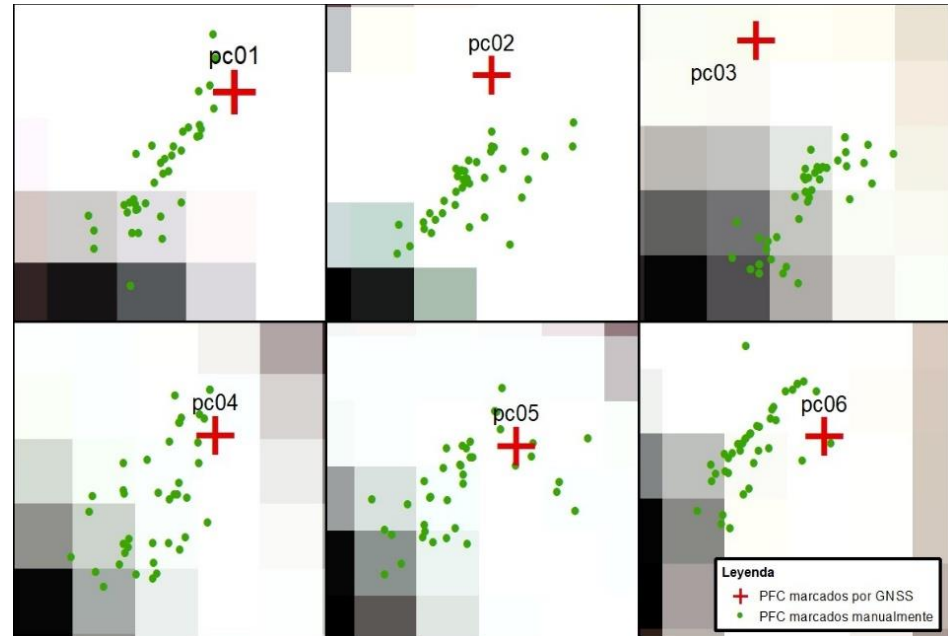 pc01
pc02
pc03
pc04
pc05
pc06
Leyenda
PFC marcados por GNSS
PFC marcados manualmente